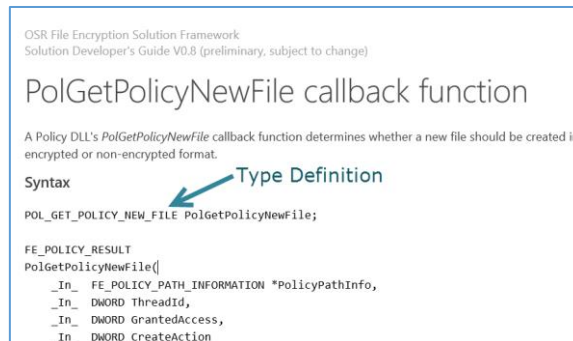 OSR File Encryption Solution Framework
Solution Developer's Guide V0.8 (preliminary, subject to change)
PolGetPolicyNewFile callback function
A Policy DLL's PolGetPolicyNewFile callback function determines whether a new file should be created i
encrypted or non-encrypted format.
Type Definition
Syntax
POL_GET_POLICY_NEW_FILE PolGetPolicyNewFile;
FE_POLICY_RESULT
PolGetPolicyNewFile(
_In_ FE_POLICY_PATH_INFORMATION *PolicyPathInfo,
_In_ DWORD ThreadId,
_In_ DWORD GrantedAccess,
_In_ DWORD CreateAction